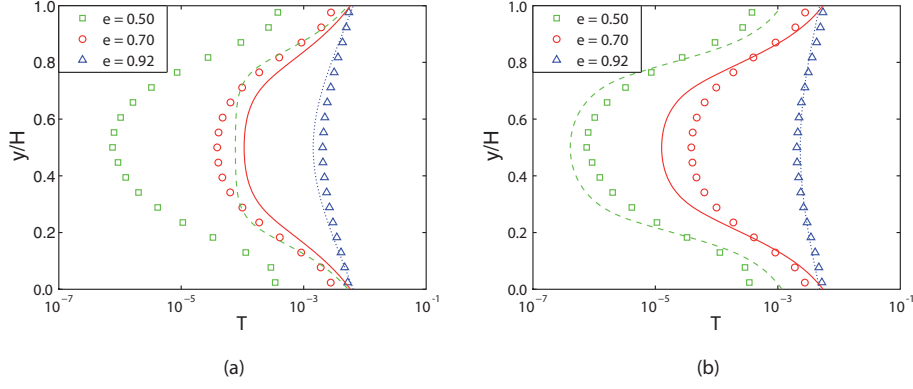 1.0
0.8
0.6
0.4
0.2
0.0
y/H
e = 0.50
e = 0.70
e = 0.92
10^-7
10^-5
10^-3
10^-1
T
(a)
1.0
0.8
0.6
0.4
0.2
0.0
y/H
e = 0.50
e = 0.70
e = 0.92
10^-7
10^-5
10^-3
10^-1
T
(b)